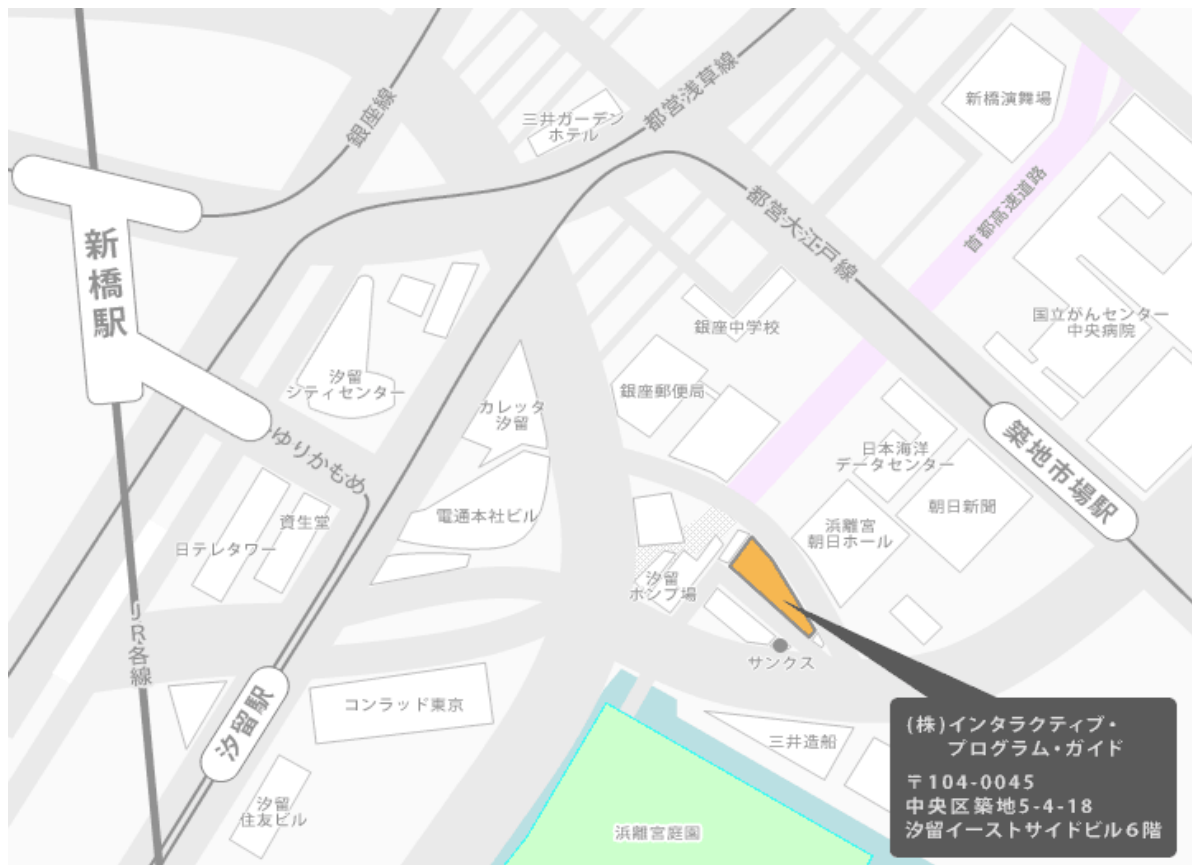 銀座線
三井ガーデン
ホテル
都営浅草線
新橋演舞場
都営大江戸線
首都高速道路
新橋駅
国立がんセンター
中央病院
銀座中学校
汐留
シティセンター
銀座郵便局
カレッタ
汐留
ゆりかもめ
築地市場駅
日本海洋
データセンター
朝日新聞
電通本社ビル
資生堂
日テレタワー
浜離宮
朝日ホール
汐留
ポンプ場
JR各線
サンクス
汐留駅
コンラッド東京
三井造船
汐留
住友ビル
浜離宮庭園
(株)インタラクティブ・
プログラム・ガイド
〒104-0045
中央区築地5-4-18
汐留イーストサイドビル6階